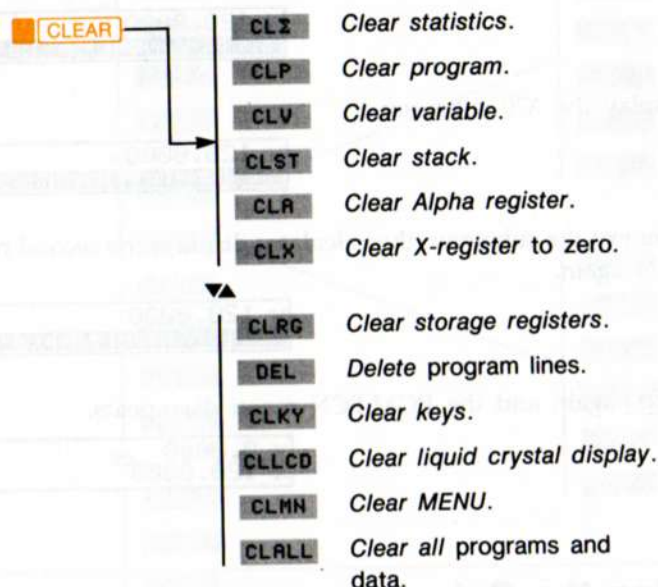 CLEAR
CLΣ Clear statistics.
CLP Clear program.
CLV Clear variable.
CLST Clear stack.
CLA Clear Alpha register.
CLX Clear X-register to zero.
▼▲
CLRG Clear storage registers.
DEL Delete program lines.
CLKY Clear keys.
CLLCD Clear liquid crystal display.
CLMN Clear MENU.
CLALL Clear all programs and
data.